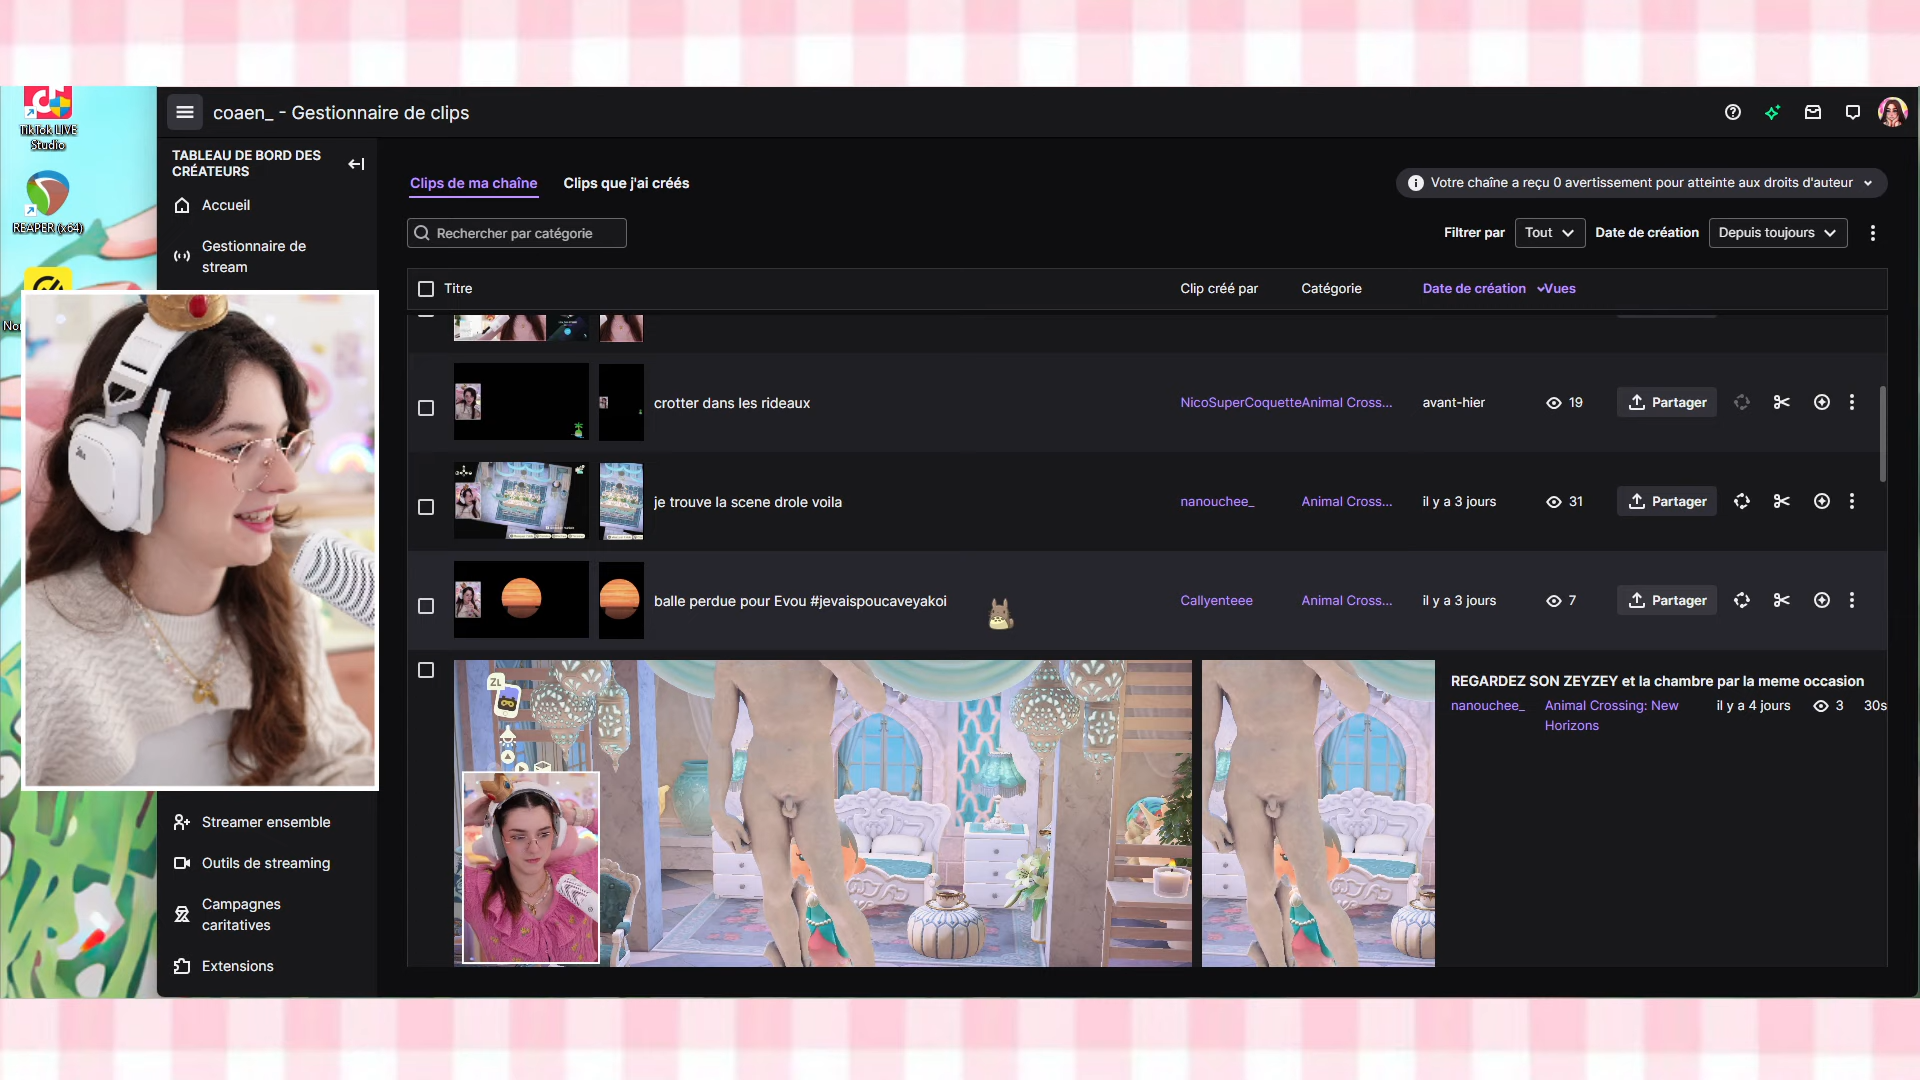 TikTok LIVE
Studio
REAPER (x64)
coaen_ - Gestionnaire de clips
TABLEAU DE BORD DES
CRÉATEURS
Accueil
Gestionnaire de
stream
Streamer ensemble
Outils de streaming
Campagnes
caritatives
Extensions
Clips de ma chaîne
Clips que j'ai créés
Votre chaîne a reçu 0 avertissement pour atteinte aux droits d'auteur
Rechercher par catégorie
Filtrer par
Tout
Date de création
Depuis toujours
Titre
Clip créé par
Catégorie
Date de création
Vues
crotter dans les rideaux
NicoSuperCoquette
Animal Cross...
avant-hier
19
Partager
je trouve la scene drole voila
nanouchee_
Animal Cross...
il y a 3 jours
31
Partager
balle perdue pour Evou #jevaispoucaveyakoi
Callyenteee
Animal Cross...
il y a 3 jours
7
Partager
ZL
REGARDEZ SON ZEYZEY et la chambre par la meme occasion
nanouchee_
Animal Crossing: New
Horizons
il y a 4 jours
3
30s